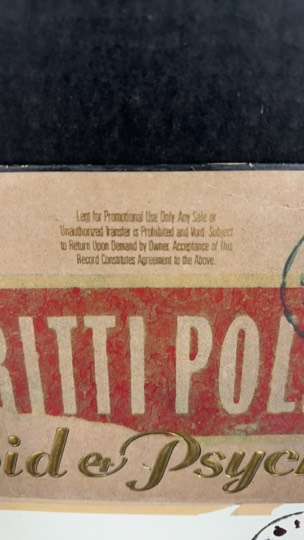 Lent for Promotional Use Only Any Sale or
Unauthorized Transfer is Prohibited and Void. Subject
to Return Upon Demand by Owner. Acceptance of This
Record Constitutes Agreement to the Above.
RITTI POL
id & Psyc